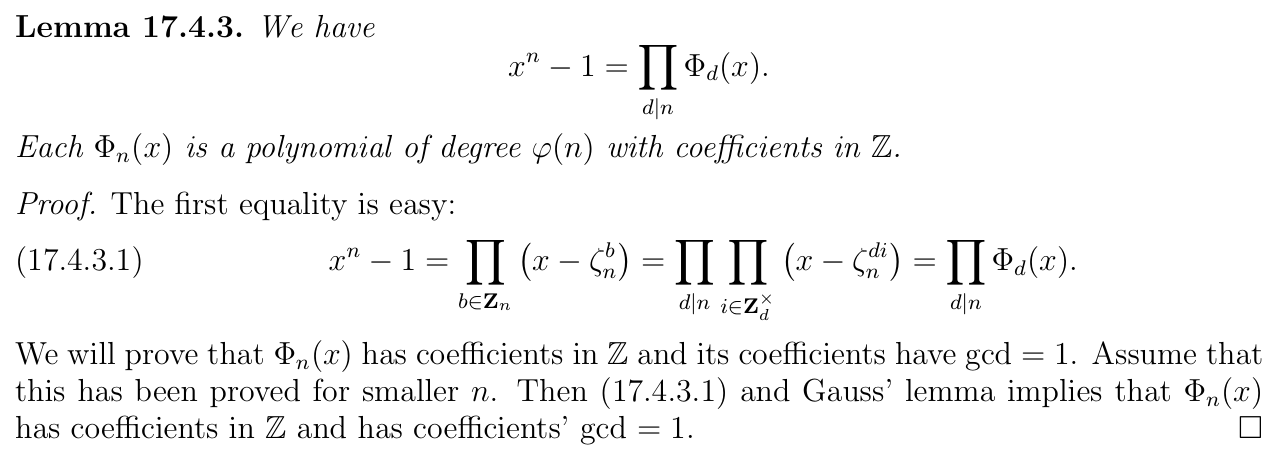 Lemma 17.4.3. We have
x^n − 1 = ∏_{d|n} Φ_d(x).
Each Φ_n(x) is a polynomial of degree φ(n) with coefficients in ℤ.
Proof. The first equality is easy:
(17.4.3.1) x^n − 1 = ∏_{b∈𝐙_n} (x − ζ_n^b) = ∏_{d|n} ∏_{i∈𝐙_d^×} (x − ζ_n^{di}) = ∏_{d|n} Φ_d(x).
We will prove that Φ_n(x) has coefficients in ℤ and its coefficients have gcd = 1. Assume that
this has been proved for smaller n. Then (17.4.3.1) and Gauss' lemma implies that Φ_n(x)
has coefficients in ℤ and has coefficients' gcd = 1. □